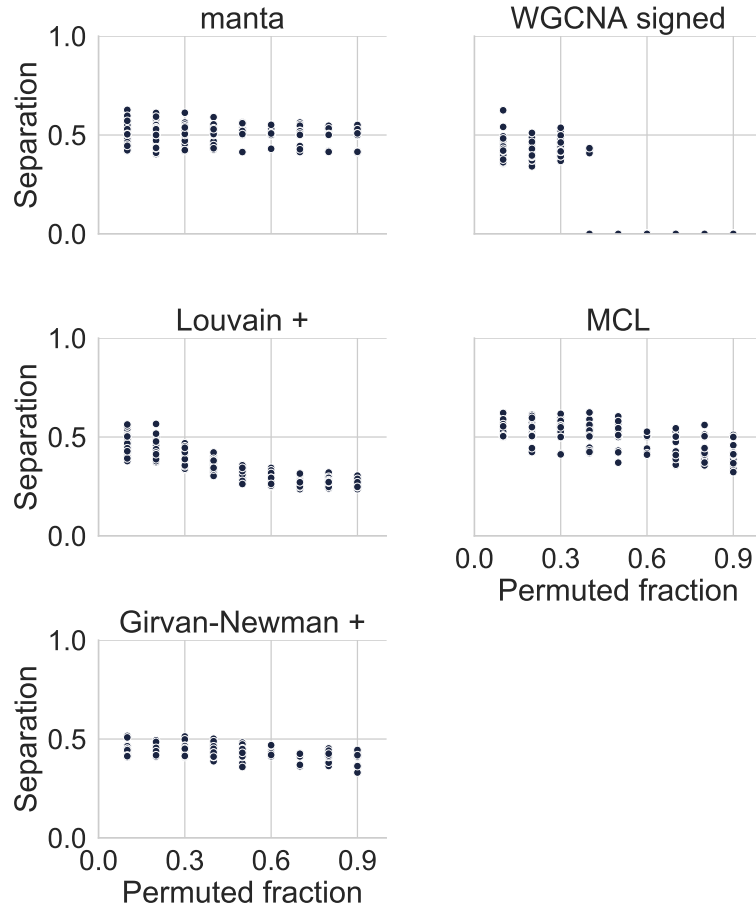 manta
1.0
0.5
0.0
Separation
WGCNA signed
Louvain +
1.0
0.5
0.0
Separation
MCL
0.0 0.3 0.6 0.9
Permuted fraction
Girvan-Newman +
1.0
0.5
0.0
Separation
0.0 0.3 0.6 0.9
Permuted fraction